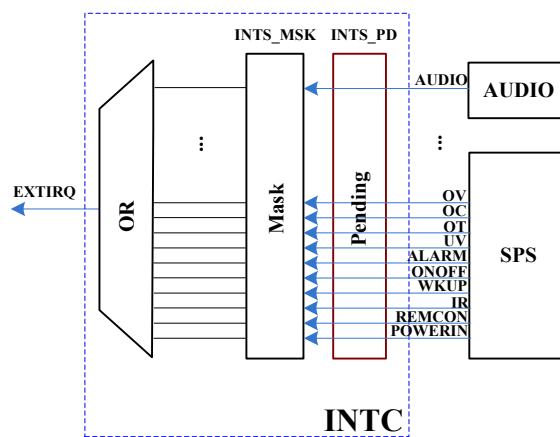 INTS_MSK INTS_PD
AUDIO
AUDIO
...
...
EXTIRQ
OR
Mask
Pending
OV
OC
OT
UV
ALARM
ONOFF
WKUP
IR
REMCON
POWERIN
SPS
INTC